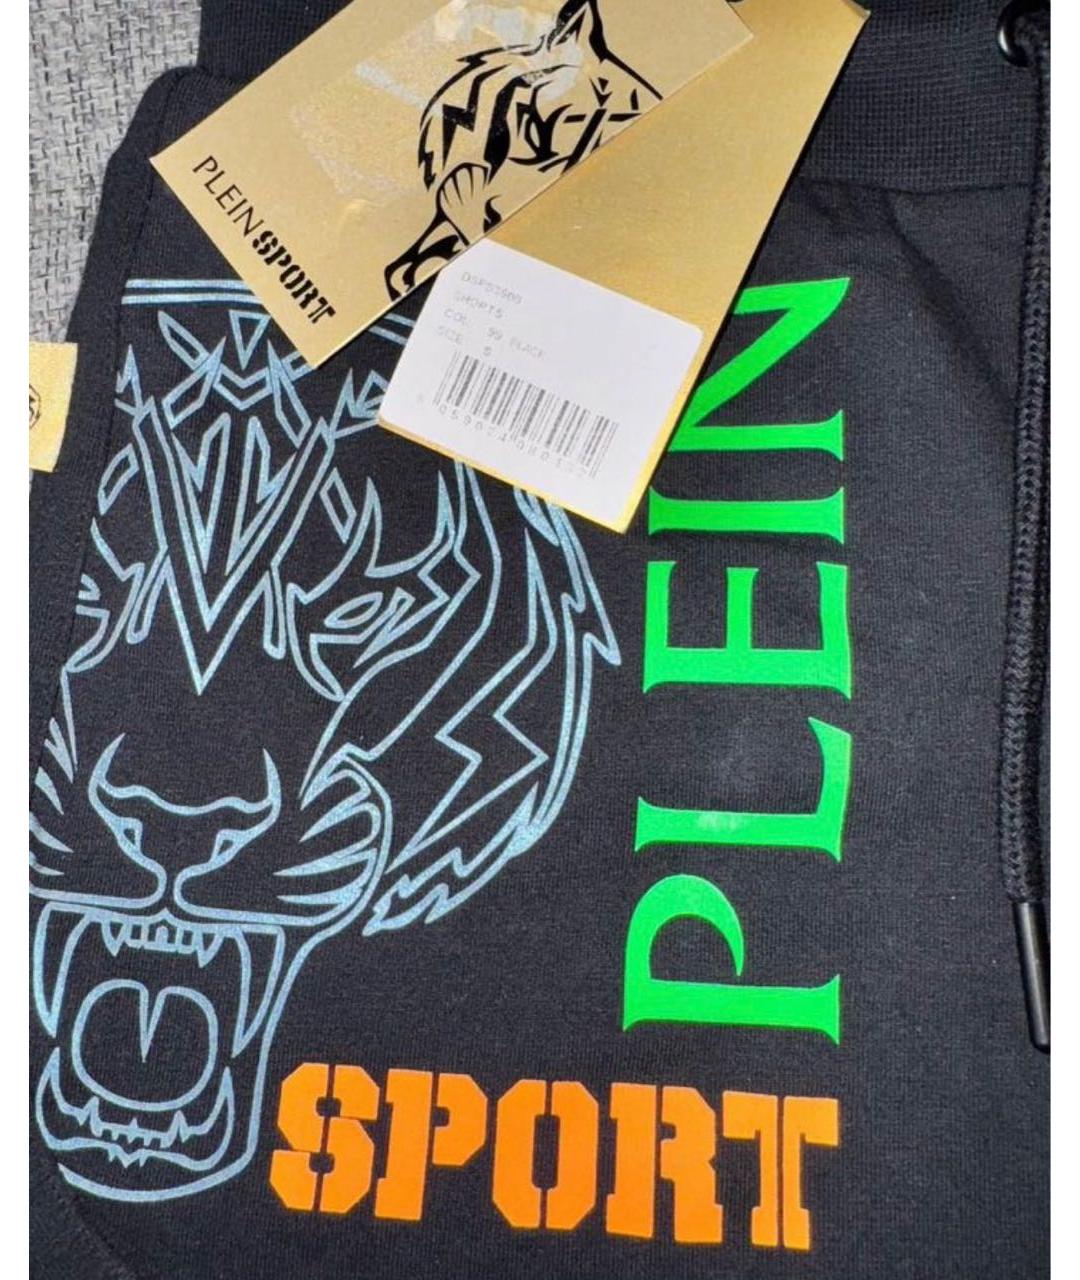 PLEIN SPORT
SHORTS
COL. 99 BLACK
SIZE S
PLEIN
SPORT